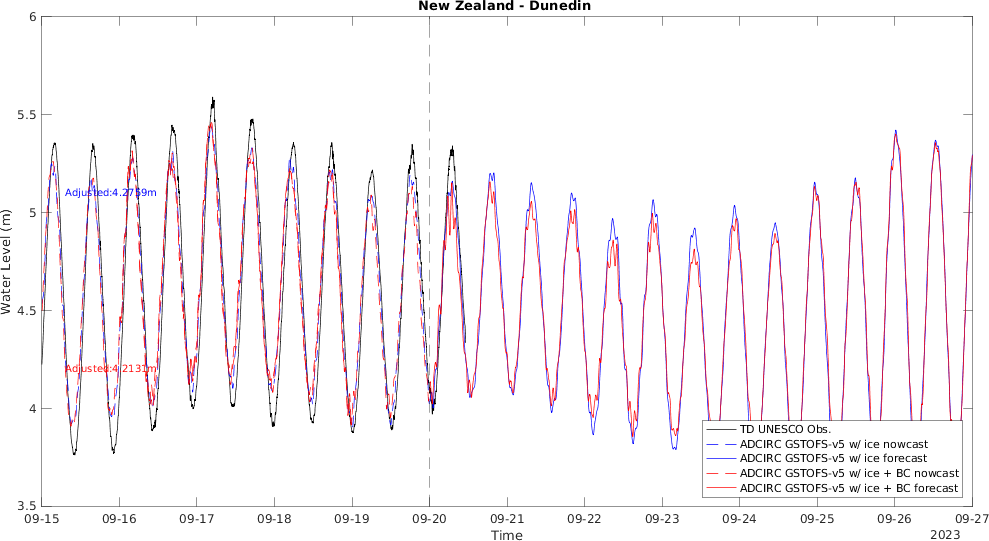 New Zealand - Dunedin
6
5.5
5
4.5
4
3.5
Water Level (m)
Adjusted:4.2759m
Adjusted:4.2131m
TD UNESCO Obs.
ADCIRC GSTOFS-v5 w/ ice nowcast
ADCIRC GSTOFS-v5 w/ ice forecast
ADCIRC GSTOFS-v5 w/ ice + BC nowcast
ADCIRC GSTOFS-v5 w/ ice + BC forecast
09-15 09-16 09-17 09-18 09-19 09-20 09-21 09-22 09-23 09-24 09-25 09-26 09-27
Time
2023